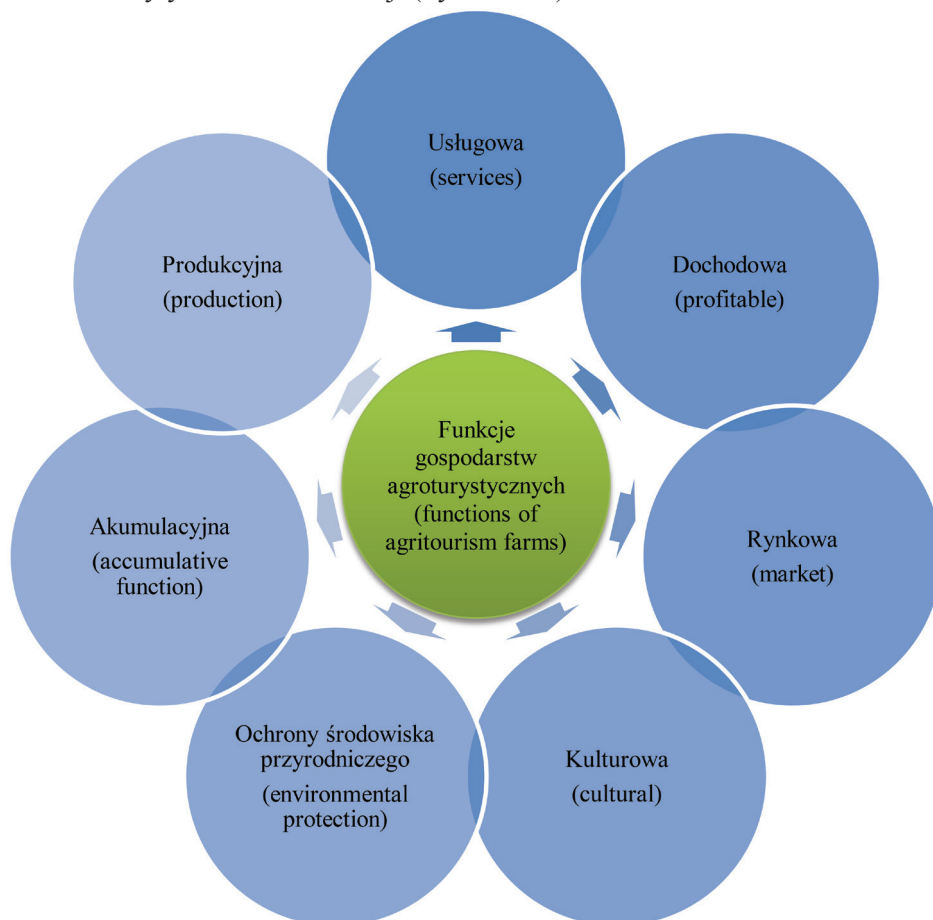 Usługowa
(services)
Dochodowa
(profitable)
Rynkowa
(market)
Kulturowa
(cultural)
Ochrony środowiska
przyrodniczego
(environmental
protection)
Akumulacyjna
(accumulative
function)
Produkcyjna
(production)
Funkcje
gospodarstw
agroturystycznych
(functions of
agritourism farms)